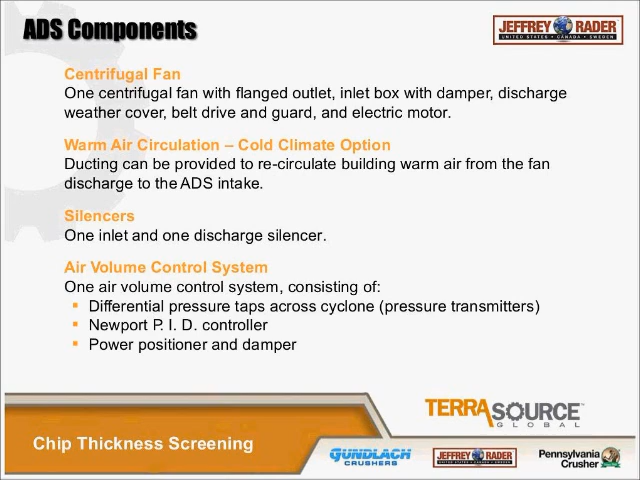 ADS Components
JEFFREY RADER
UNITED STATES • CANADA • SWEDEN
Centrifugal Fan
One centrifugal fan with flanged outlet, inlet box with damper, discharge
weather cover, belt drive and guard, and electric motor.
Warm Air Circulation – Cold Climate Option
Ducting can be provided to re-circulate building warm air from the fan
discharge to the ADS intake.
Silencers
One inlet and one discharge silencer.
Air Volume Control System
One air volume control system, consisting of:
▪ Differential pressure taps across cyclone (pressure transmitters)
▪ Newport P. I. D. controller
▪ Power positioner and damper
TERRASOURCE™
GLOBAL
Chip Thickness Screening
GUNDLACH
CRUSHERS
JEFFREY RADER
UNITED STATES • CANADA • SWEDEN
Pennsylvania
Crusher